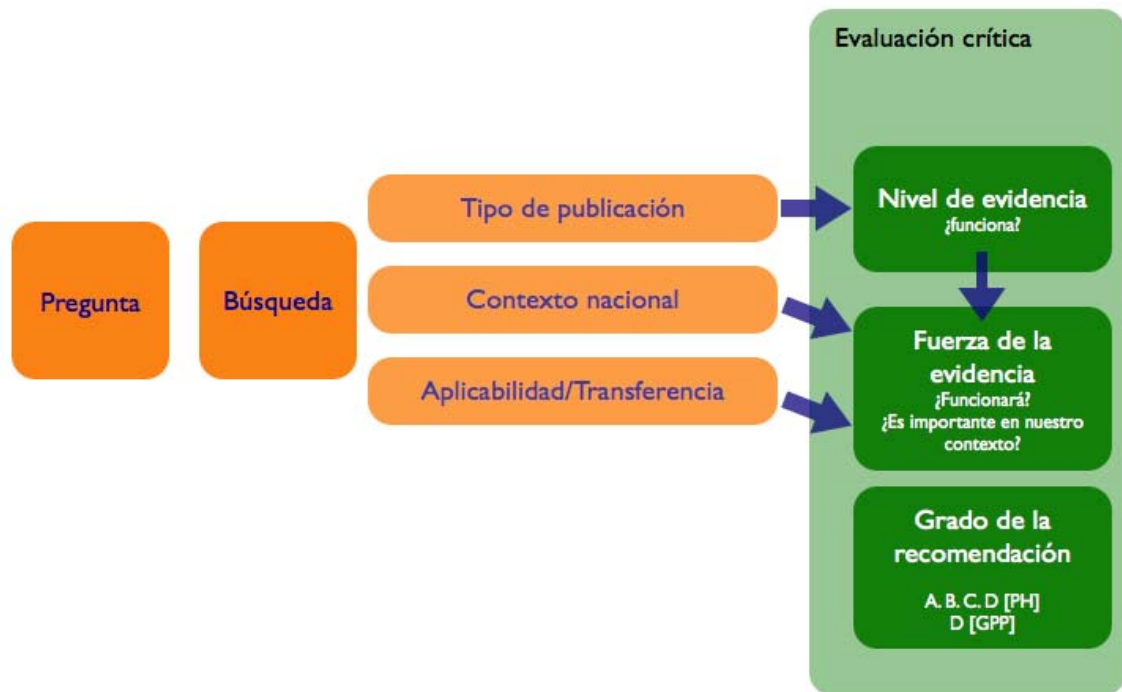 Evaluación crítica
Pregunta
Búsqueda
Tipo de publicación
Contexto nacional
Aplicabilidad/Transferencia
Nivel de evidencia
¿funciona?
Fuerza de la
evidencia
¿Funcionará?
¿Es importante en nuestro
contexto?
Grado de la
recomendación
A. B. C. D [PH]
D [GPP]